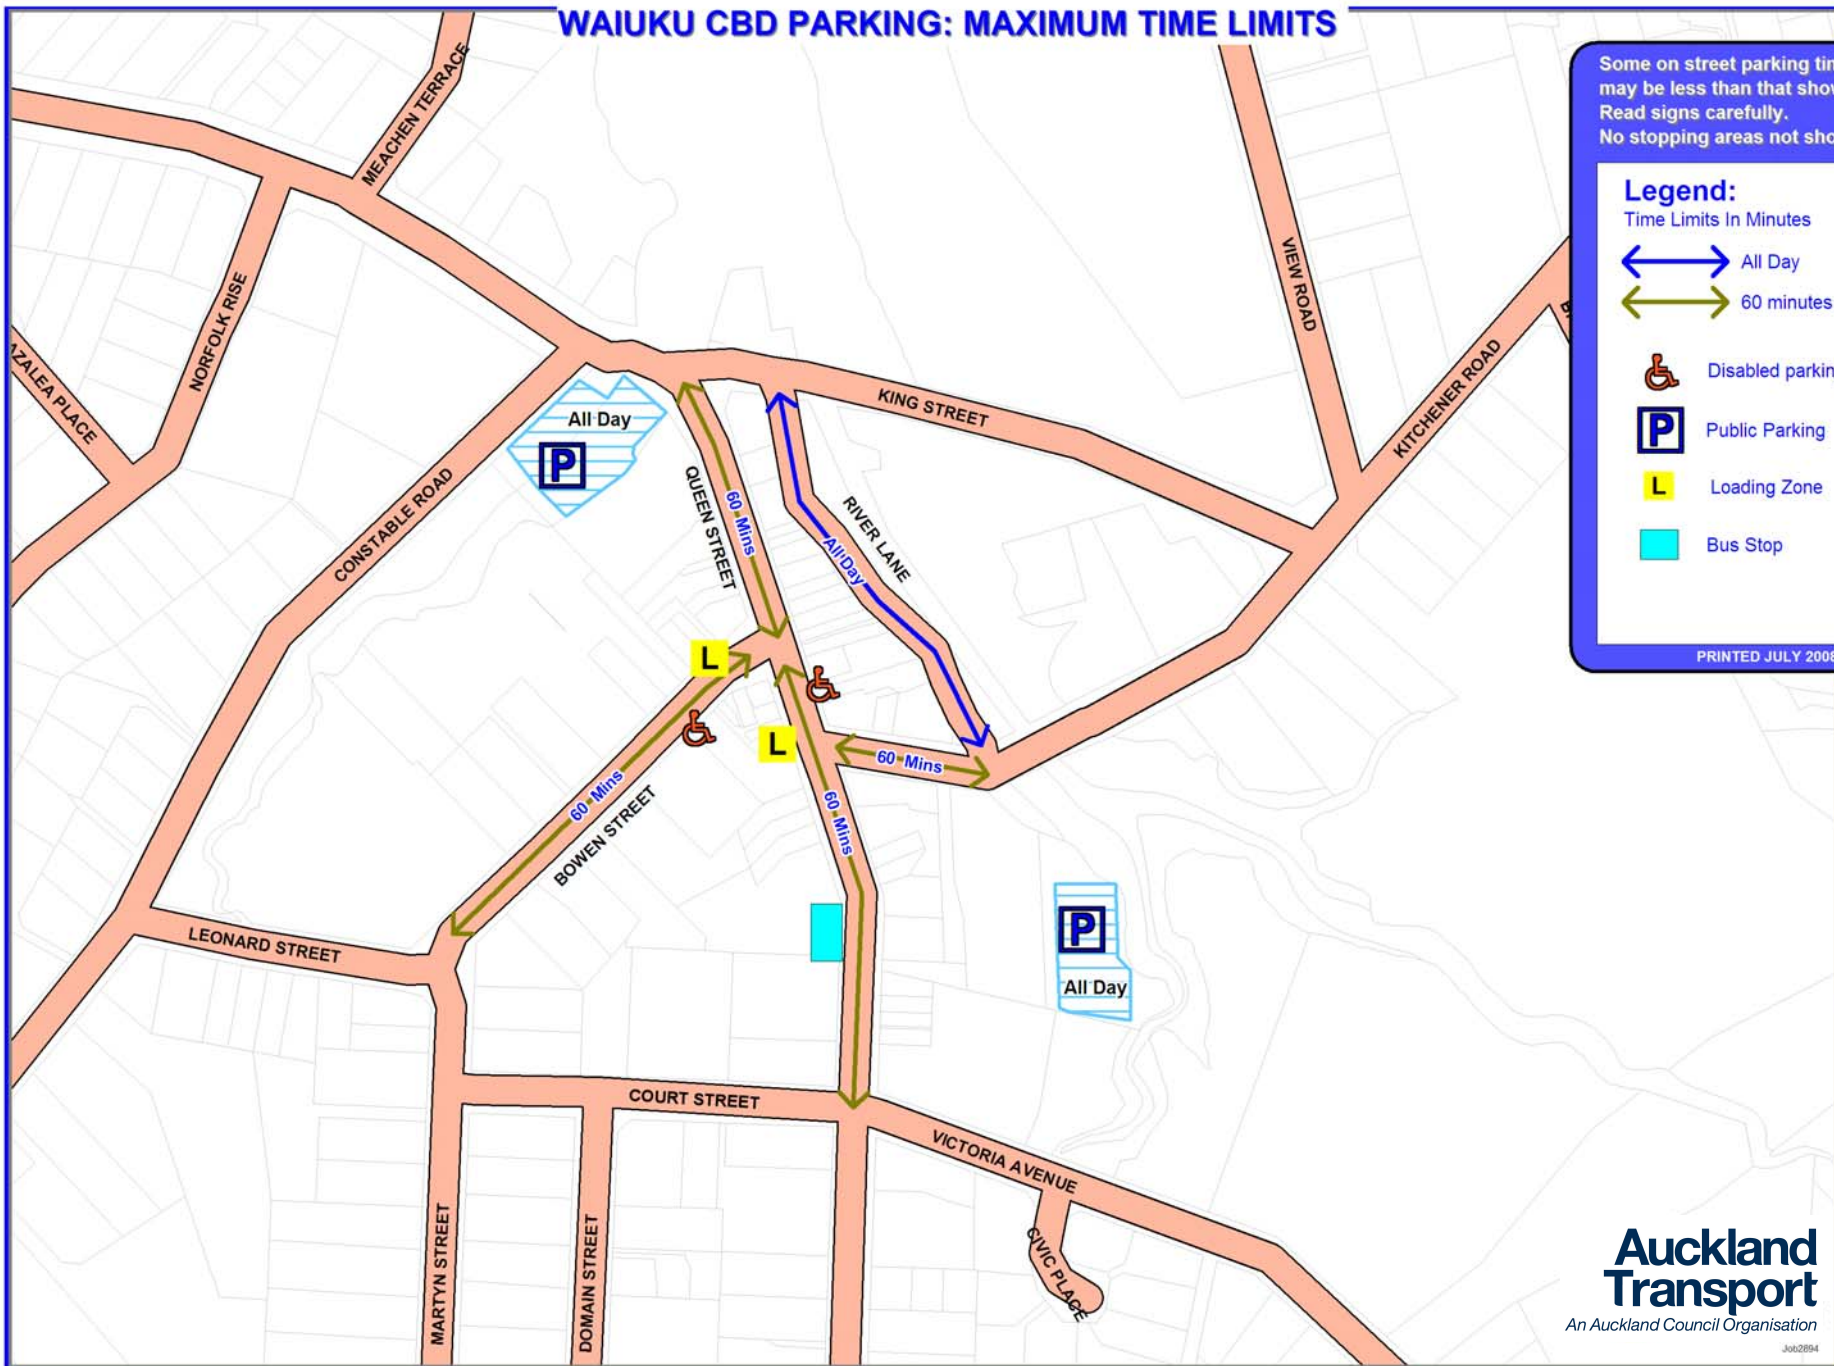 WAIUKU CBD PARKING: MAXIMUM TIME LIMITS
Some on street parking
may be less than that
Read signs carefully.
No stopping areas not
Legend:
Time Limits In Minutes
All Day
60 minutes
Disabled
P Public Parking
L Loading Zone
Bus Stop
PRINTED JULY 2008
MEACHEN TERRACE
NORFOLK RISE
AZALEA PLACE
CONSTABLE ROAD
All Day
P
QUEEN STREET
60 Mins
All Day
RIVER LANE
KING STREET
VIEW ROAD
KITCHENER ROAD
L
L
60 Mins
60 Mins
BOWEN STREET
60 Mins
LEONARD STREET
P
All Day
COURT STREET
VICTORIA AVENUE
MARTYN STREET
DOMAIN STREET
CIVIC PLACE
Auckland
Transport
An Auckland Council Organisation
Job2894